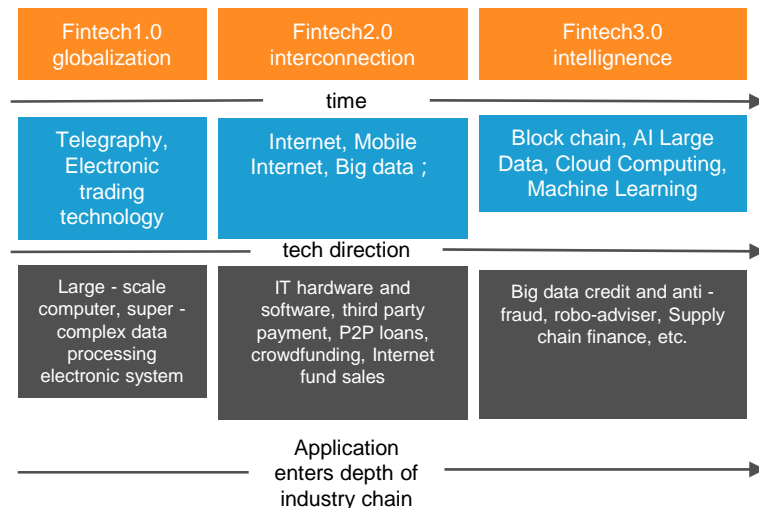 Fintech1.0
globalization
Fintech2.0
interconnection
Fintech3.0
intellignence
time
Telegraphy,
Electronic
trading
technology
Internet, Mobile
Internet, Big data ;
Block chain, AI Large
Data, Cloud Computing,
Machine Learning
tech direction
Large - scale
computer, super -
complex data
processing
electronic system
IT hardware and
software, third party
payment, P2P loans,
crowdfunding, Internet
fund sales
Big data credit and anti -
fraud, robo-adviser, Supply
chain finance, etc.
Application
enters depth of
industry chain